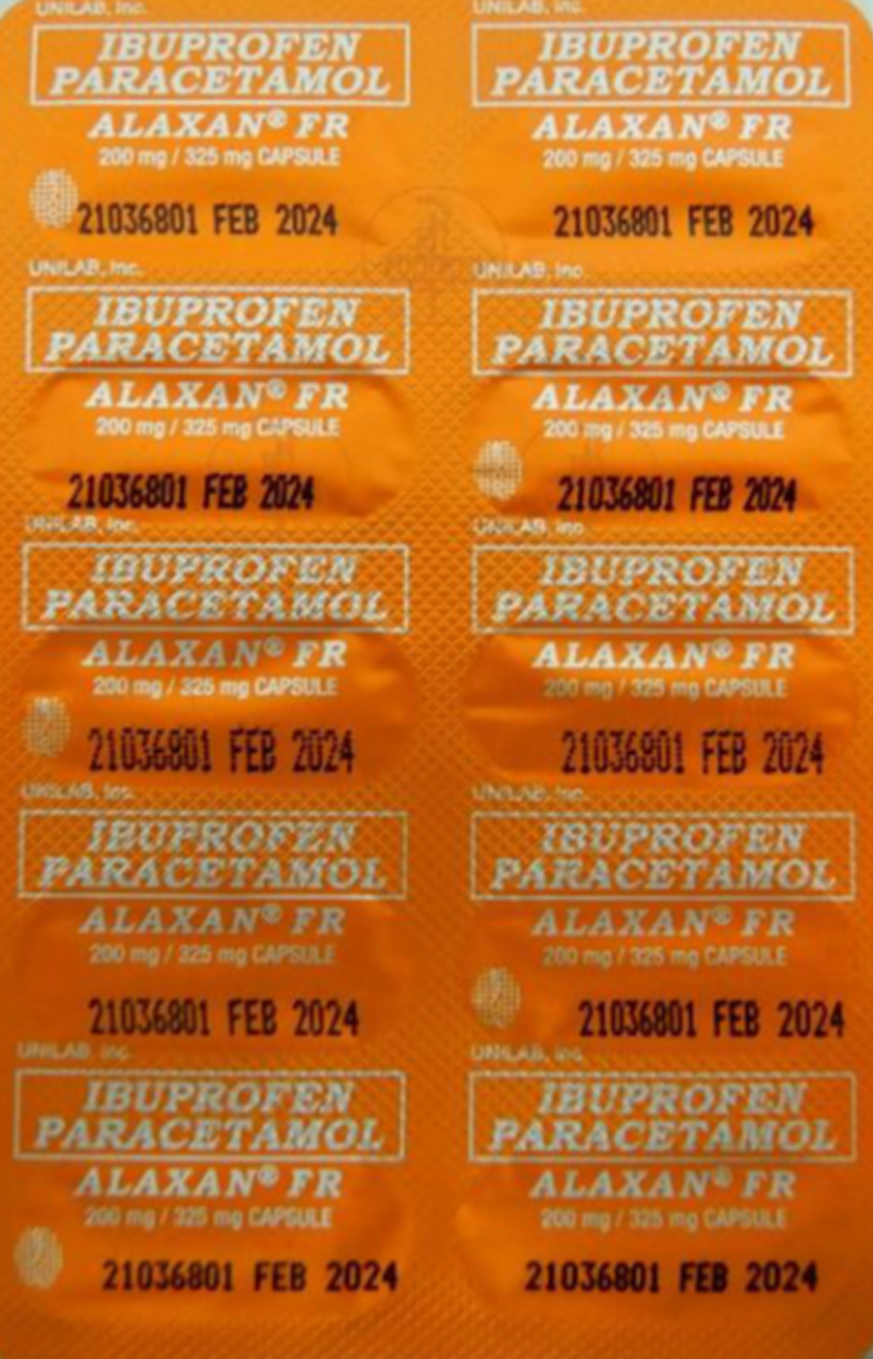 UNILAB, Inc.
IBUPROFEN
PARACETAMOL
ALAXAN® FR
200 mg / 325 mg CAPSULE
21036801 FEB 2024
UNILAB, Inc.
IBUPROFEN
PARACETAMOL
ALAXAN® FR
200 mg / 325 mg CAPSULE
21036801 FEB 2024
UNILAB, Inc.
IBUPROFEN
PARACETAMOL
ALAXAN® FR
200 mg / 325 mg CAPSULE
21036801 FEB 2024
UNILAB, Inc.
IBUPROFEN
PARACETAMOL
ALAXAN® FR
200 mg / 325 mg CAPSULE
21036801 FEB 2024
UNILAB, Inc.
IBUPROFEN
PARACETAMOL
ALAXAN® FR
200 mg / 325 mg CAPSULE
21036801 FEB 2024
UNILAB, Inc.
IBUPROFEN
PARACETAMOL
ALAXAN® FR
200 mg / 325 mg CAPSULE
21036801 FEB 2024
UNILAB, Inc.
IBUPROFEN
PARACETAMOL
ALAXAN® FR
200 mg / 325 mg CAPSULE
21036801 FEB 2024
UNILAB, Inc.
IBUPROFEN
PARACETAMOL
ALAXAN® FR
200 mg / 325 mg CAPSULE
21036801 FEB 2024
UNILAB, Inc.
IBUPROFEN
PARACETAMOL
ALAXAN® FR
200 mg / 325 mg CAPSULE
21036801 FEB 2024
UNILAB, Inc.
IBUPROFEN
PARACETAMOL
ALAXAN® FR
200 mg / 325 mg CAPSULE
21036801 FEB 2024